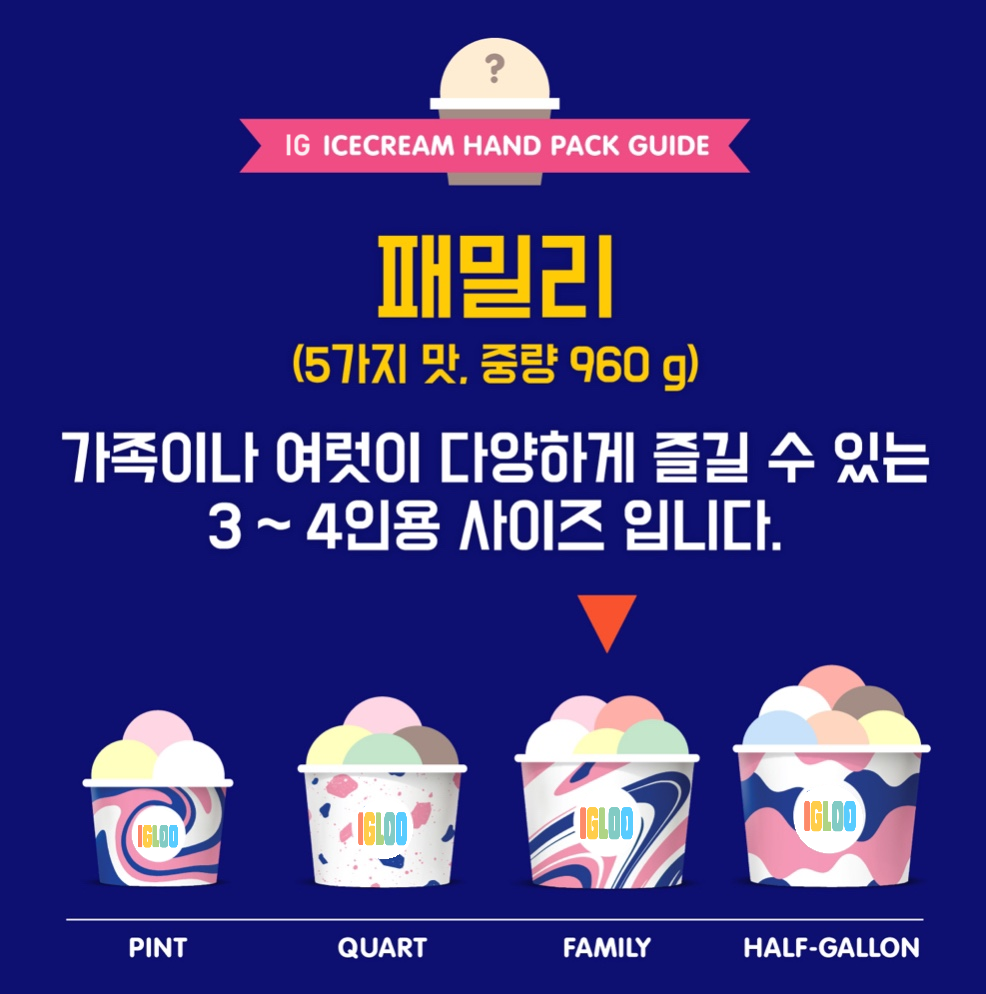 ?
IG ICECREAM HAND PACK GUIDE
패밀리
(5가지 맛, 중량 960 g)
가족이나 여럿이 다양하게 즐길 수 있는
3 ~ 4인용 사이즈 입니다.
IGLOO
IGLOO
IGLOO
IGLOO
PINT
QUART
FAMILY
HALF-GALLON